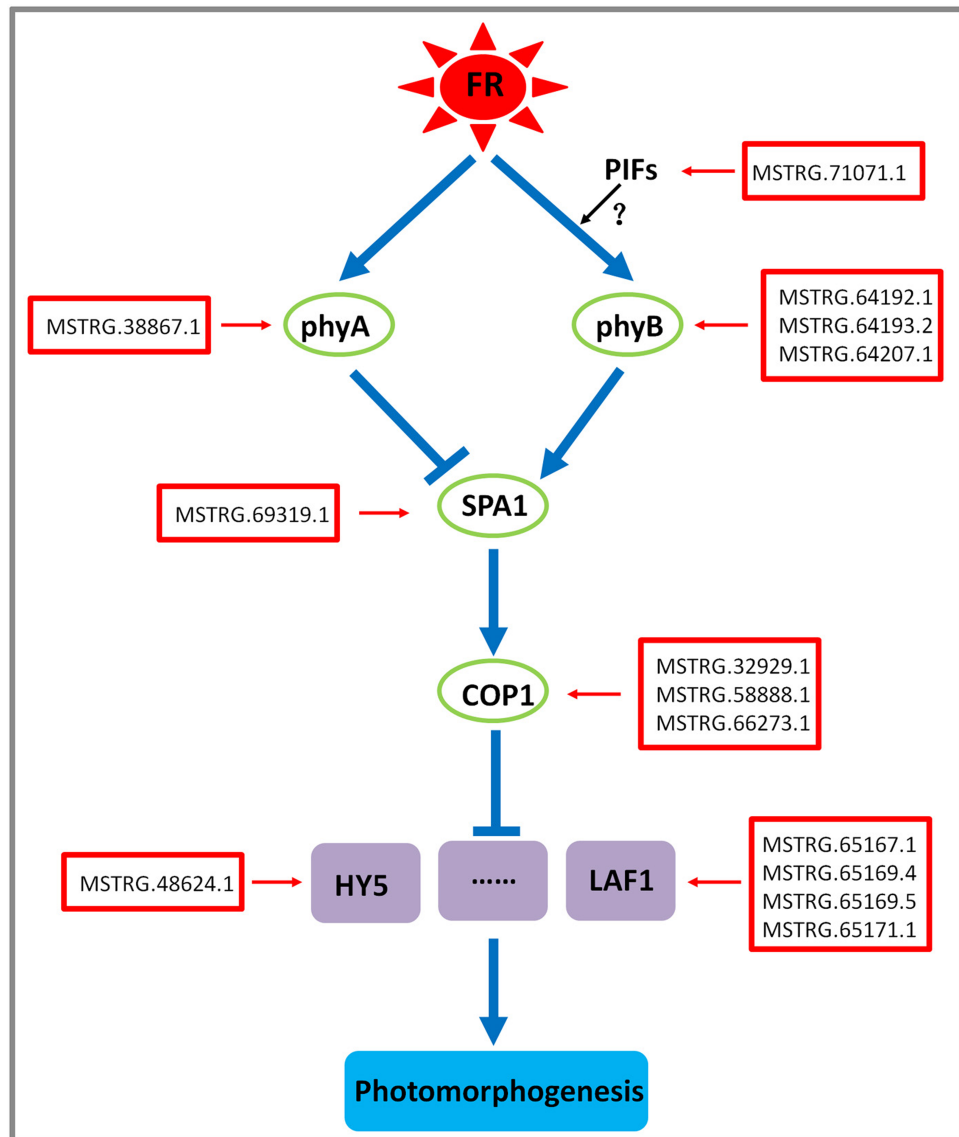 FR
PIFs
MSTRG.71071.1
?
MSTRG.38867.1
phyA
phyB
MSTRG.64192.1
MSTRG.64193.2
MSTRG.64207.1
MSTRG.69319.1
SPA1
COP1
MSTRG.32929.1
MSTRG.58888.1
MSTRG.66273.1
MSTRG.48624.1
HY5
......
LAF1
MSTRG.65167.1
MSTRG.65169.4
MSTRG.65169.5
MSTRG.65171.1
Photomorphogenesis